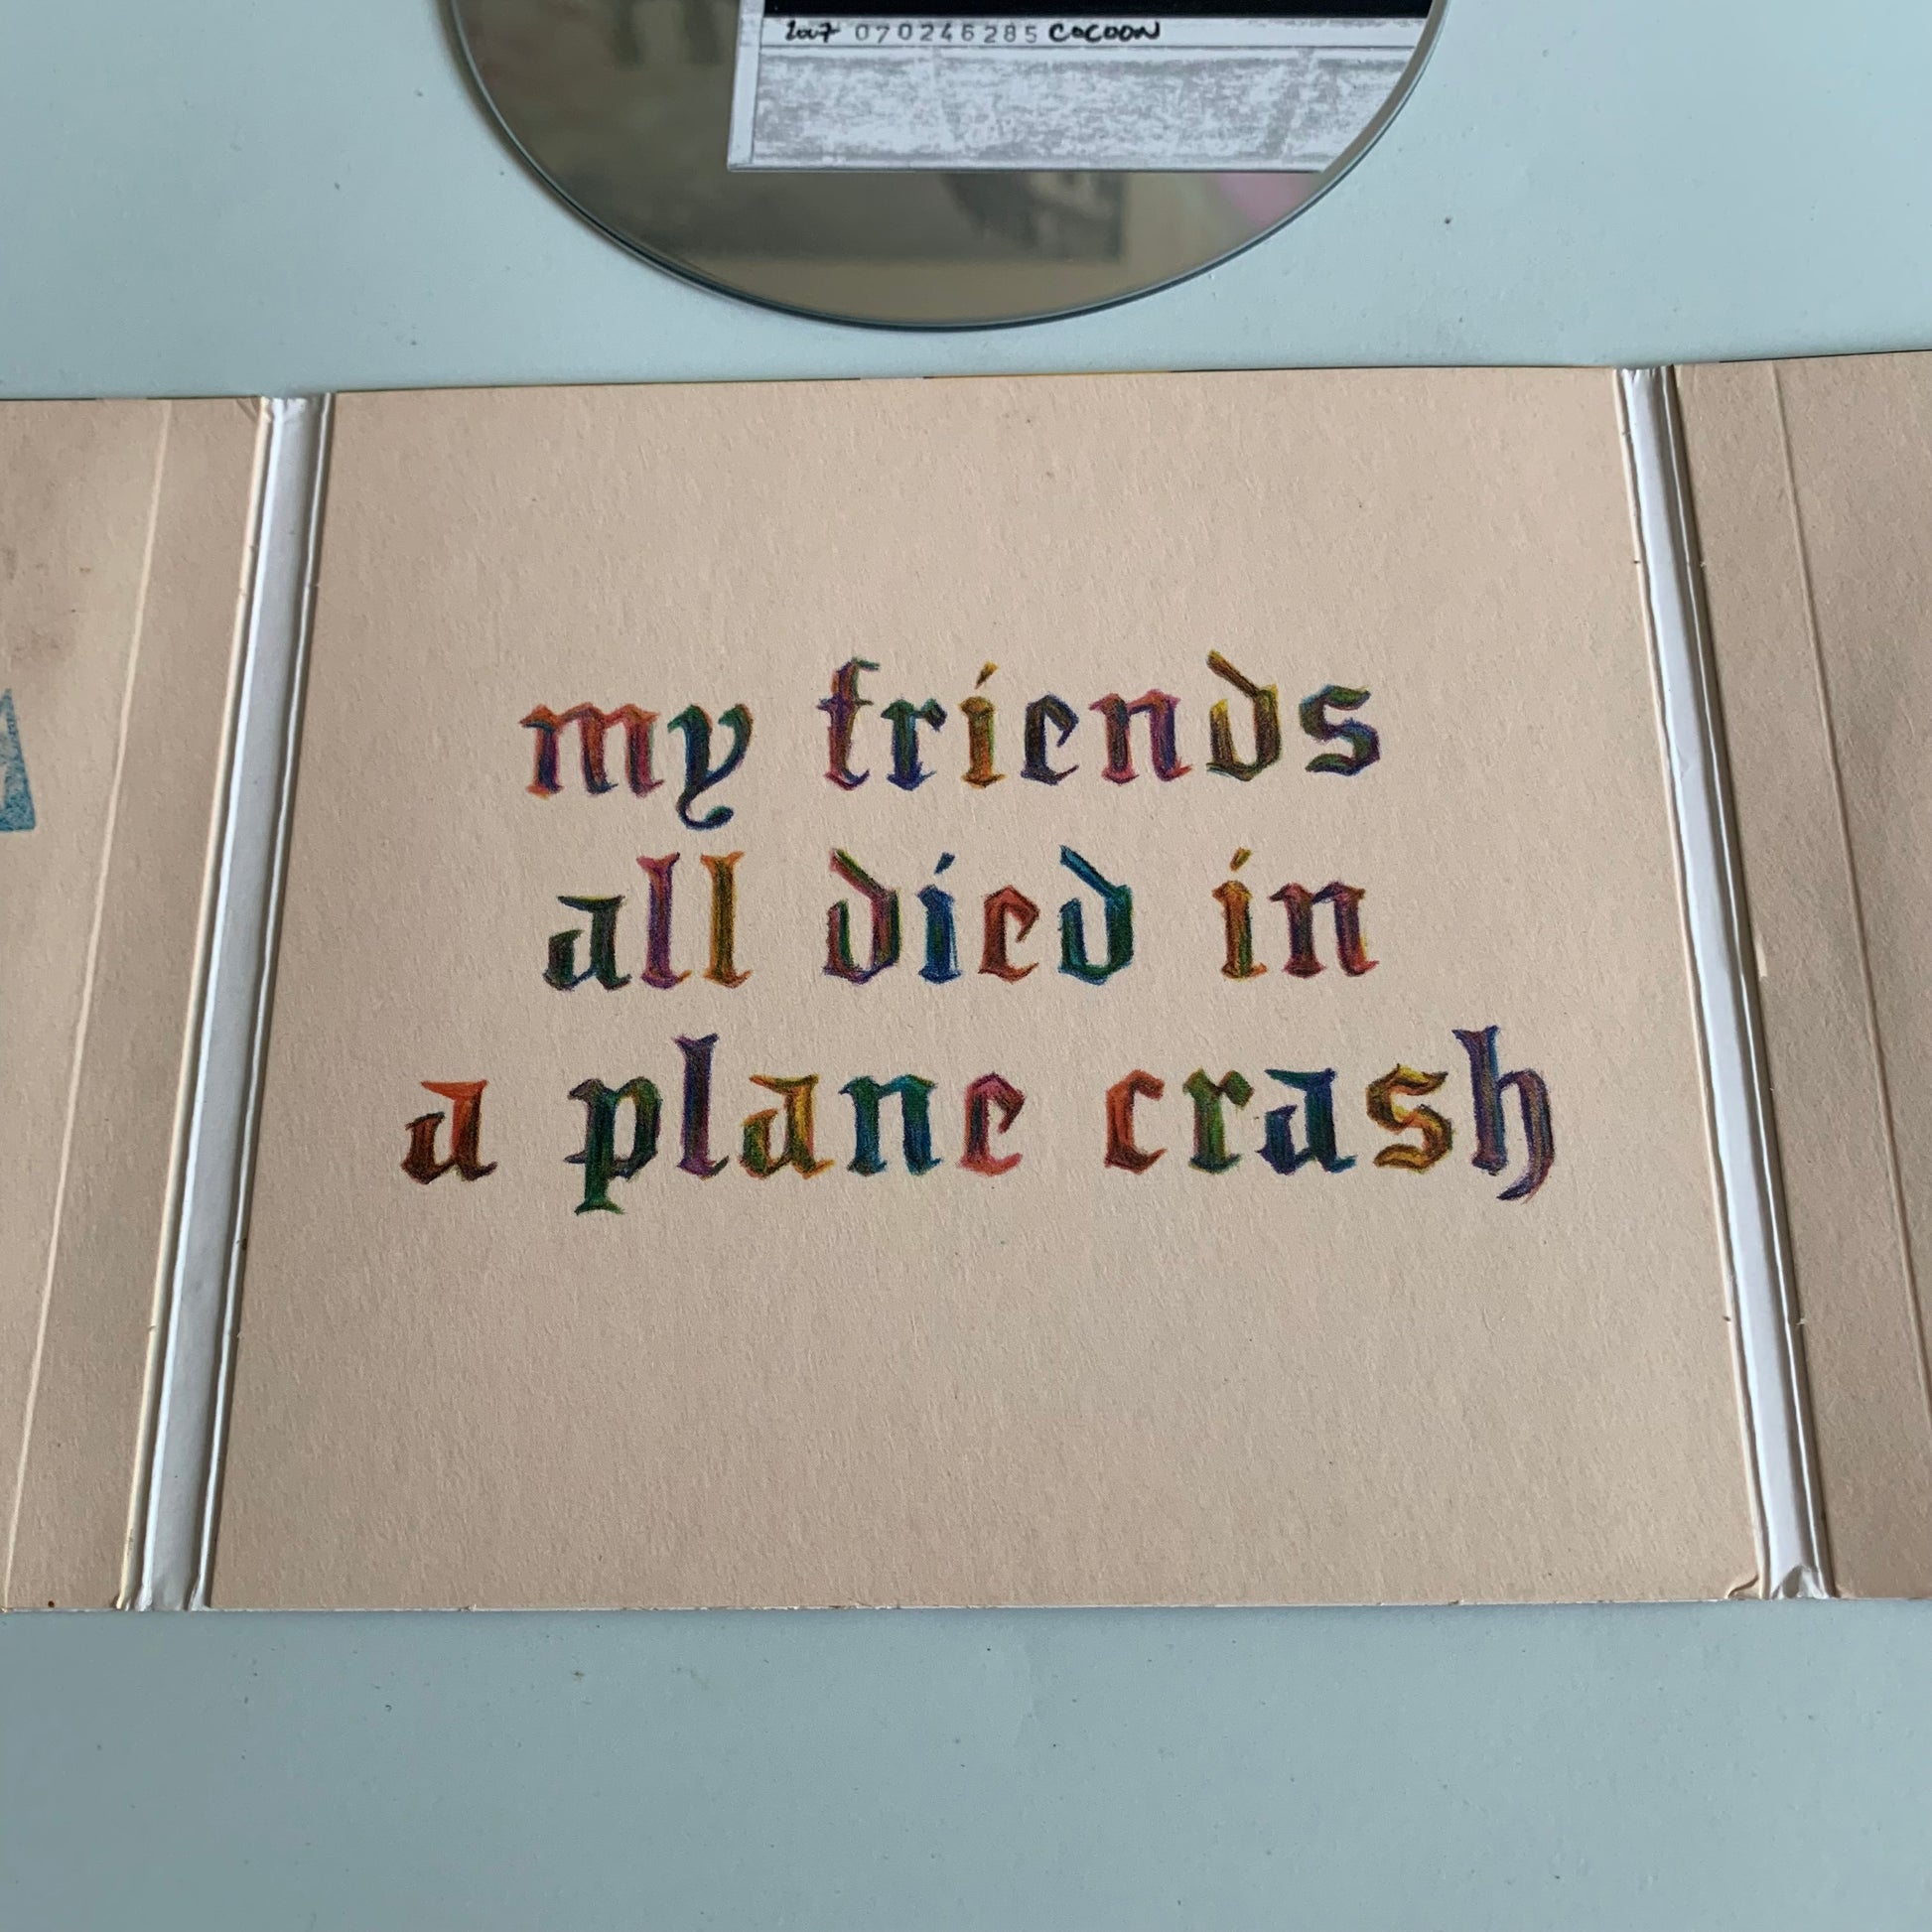 2007 070246285 COCOON
my friends
all died in
a plane crash